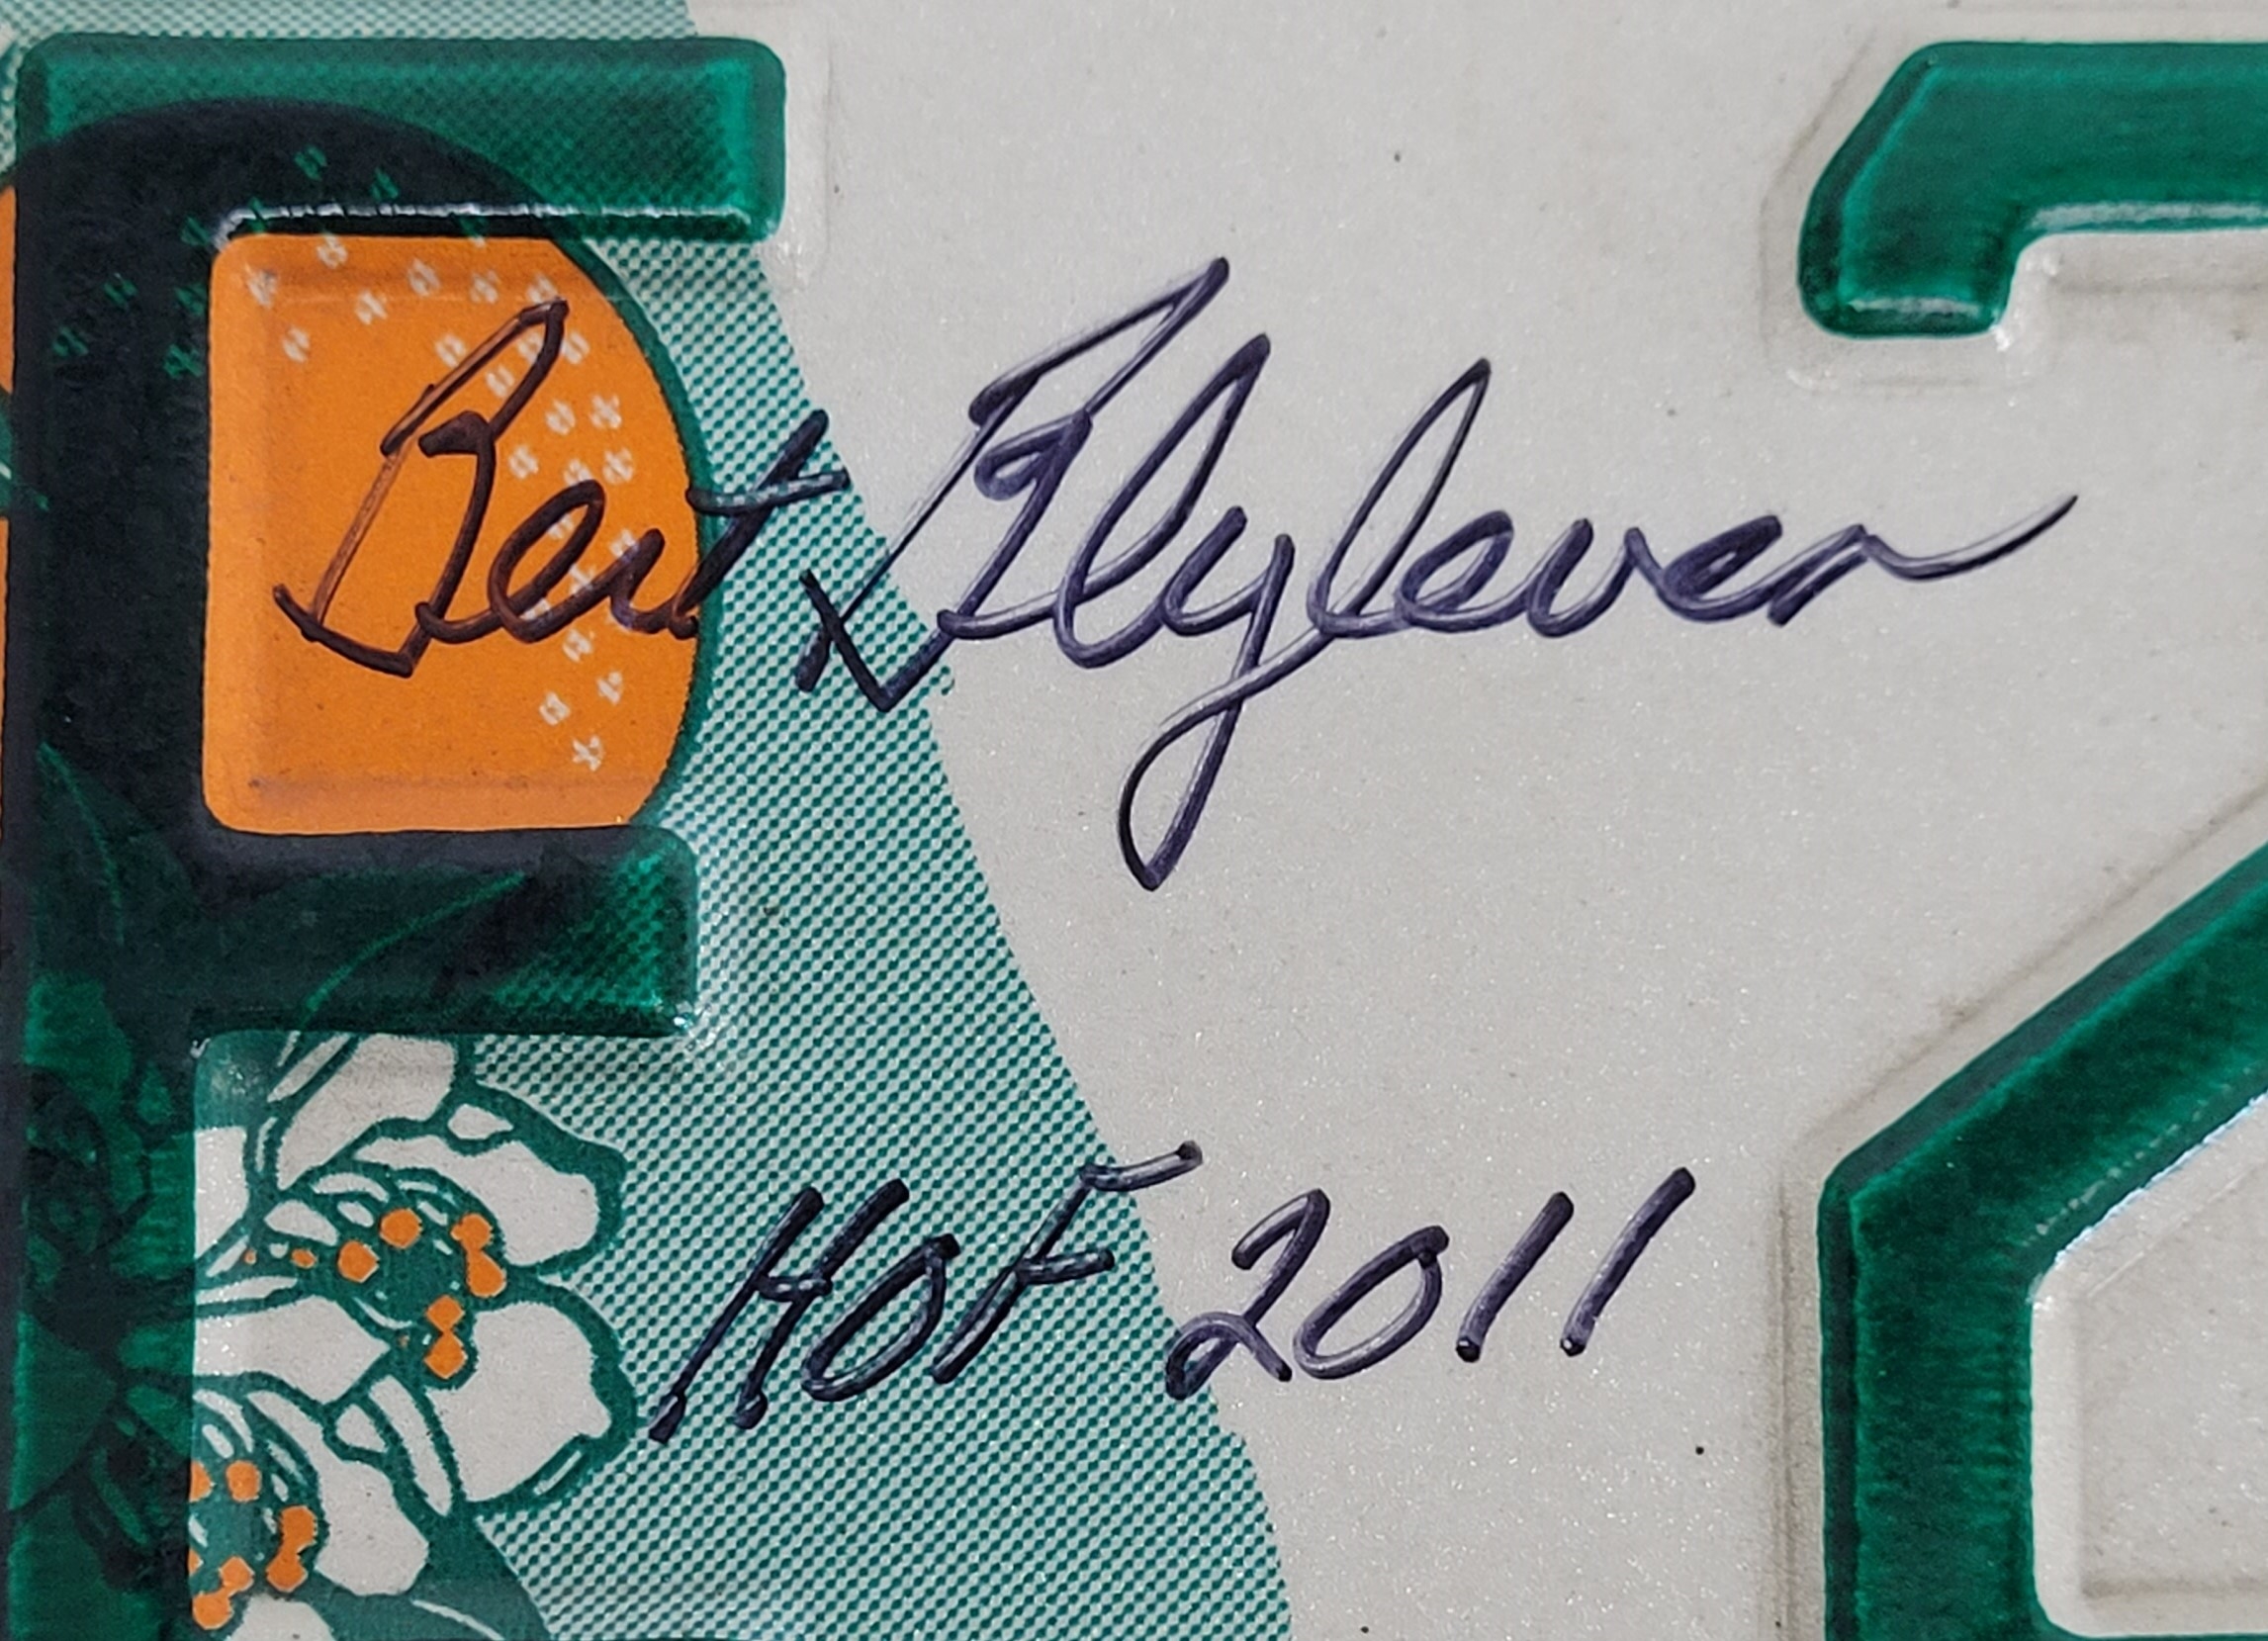 Bert Blyleven
HOF 2011